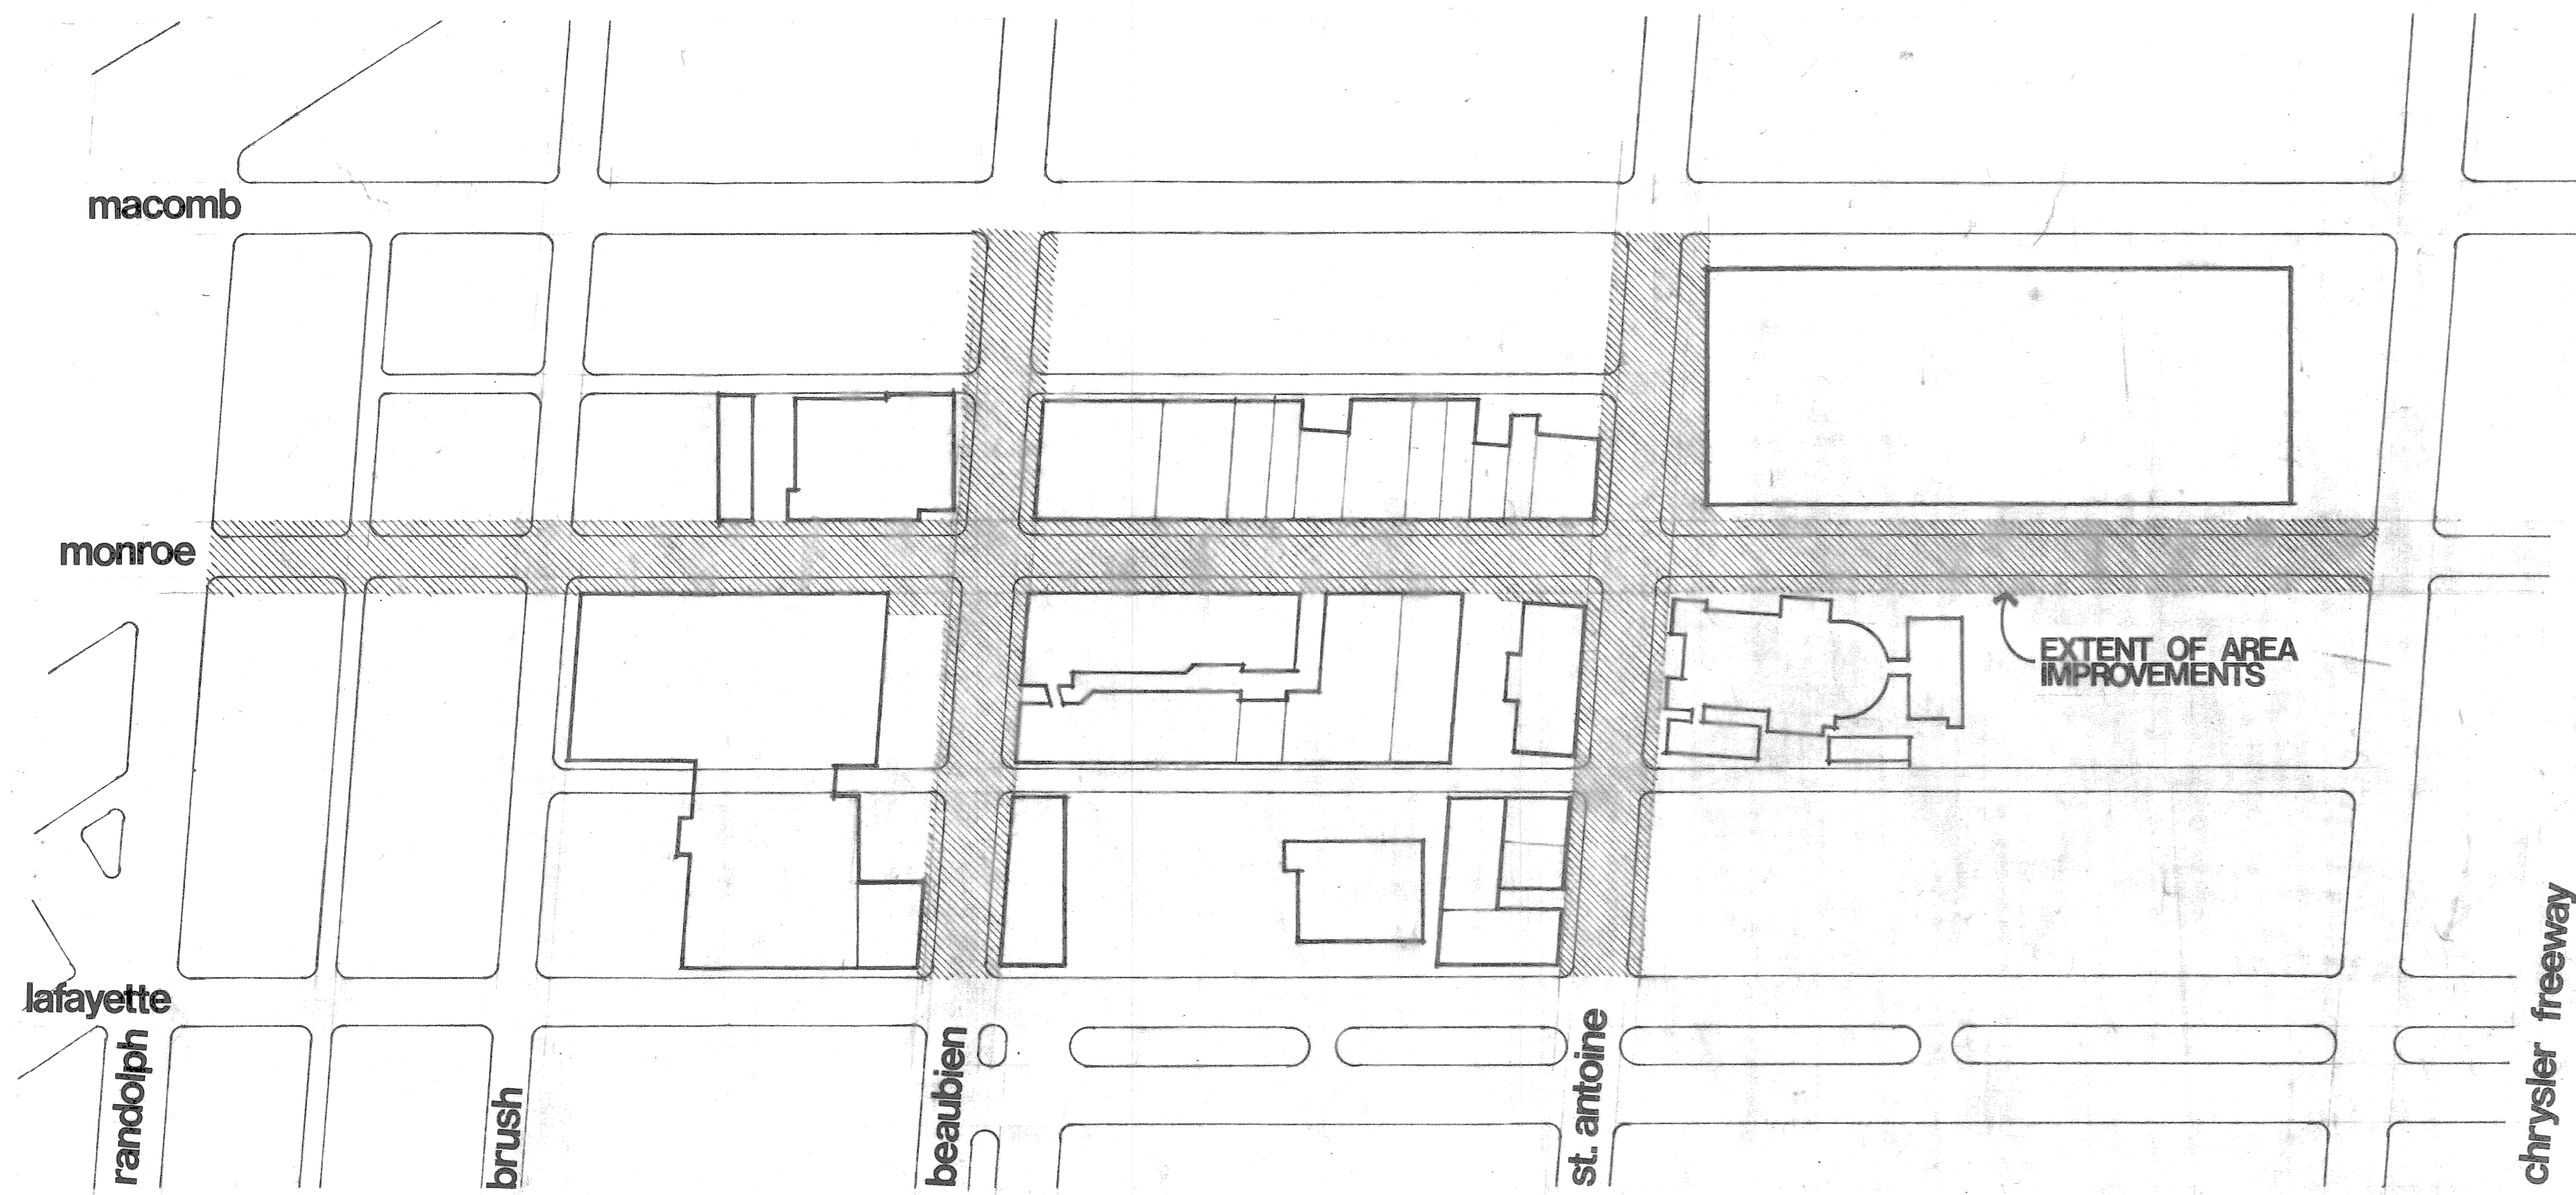 macomb
monroe
EXTENT OF AREA
IMPROVEMENTS
lafayette
randolph
brush
beaubien
st. antoine
chrysler freeway